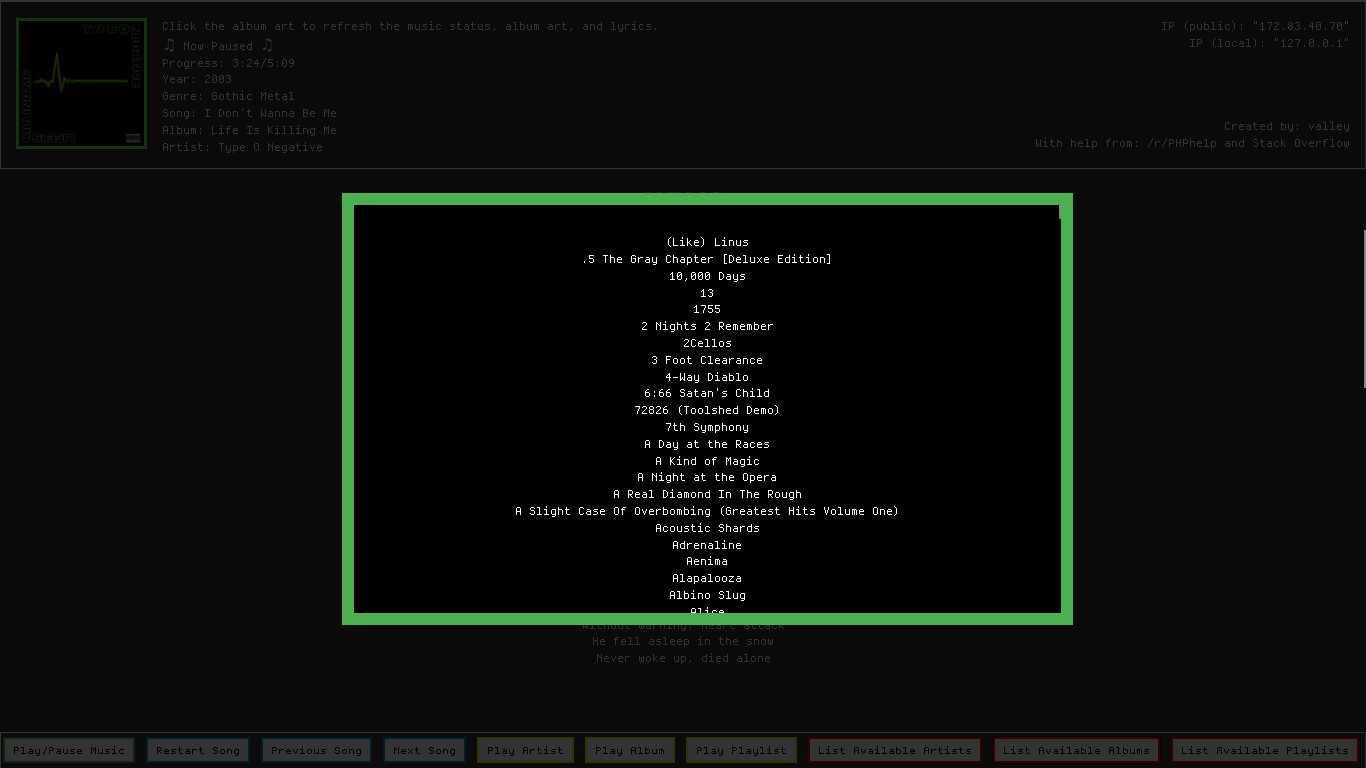 Click the album art to refresh the music status, album art, and lyrics.
♫ Now Paused ♫
Progress: 3:24/5:09
Year: 2003
Genre: Gothic Metal
Song: I Don't Wanna Be Me
Album: Life Is Killing Me
Artist: Type O Negative
TYPE O NEGATIVE
IP (public): "172.83.40.70"
IP (local): "127.0.0.1"
Created by: valley
With help from: /r/PHPhelp and Stack Overflow
(Like) Linus
.5 The Gray Chapter [Deluxe Edition]
10,000 Days
13
1755
2 Nights 2 Remember
2Cellos
3 Foot Clearance
4-Way Diablo
6:66 Satan's Child
72826 (Toolshed Demo)
7th Symphony
A Day at the Races
A Kind of Magic
A Night at the Opera
A Real Diamond In The Rough
A Slight Case Of Overbombing (Greatest Hits Volume One)
Acoustic Shards
Adrenaline
Aenima
Alapalooza
Albino Slug
Alice
Without warning, heart attack
He fell asleep in the snow
Never woke up, died alone
Play/Pause Music
Restart Song
Previous Song
Next Song
Play Artist
Play Album
Play Playlist
List Available Artists
List Available Albums
List Available Playlists